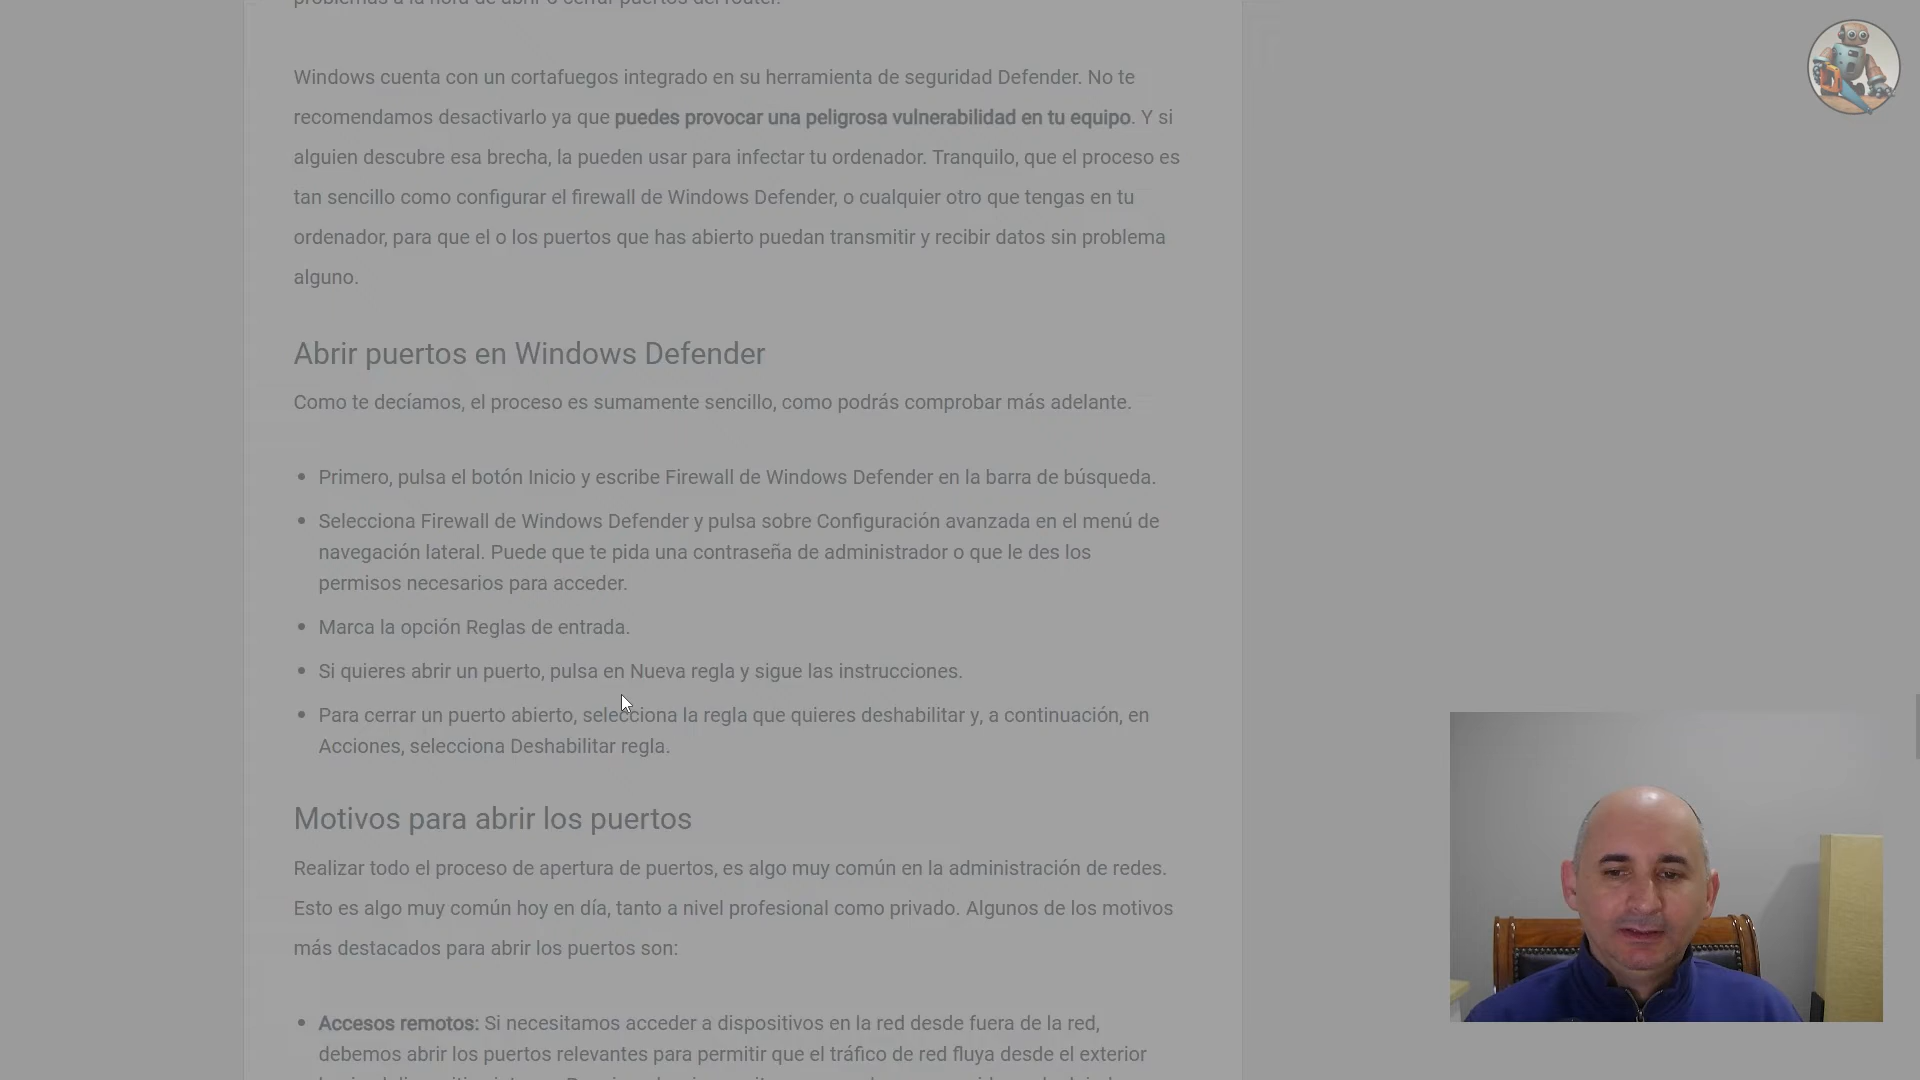 problemas a la hora de abrir o cerrar puertos del router.
Windows cuenta con un cortafuegos integrado en su herramienta de seguridad Defender. No te
recomendamos desactivarlo ya que puedes provocar una peligrosa vulnerabilidad en tu equipo. Y si
alguien descubre esa brecha, la pueden usar para infectar tu ordenador. Tranquilo, que el proceso es
tan sencillo como configurar el firewall de Windows Defender, o cualquier otro que tengas en tu
ordenador, para que el o los puertos que has abierto puedan transmitir y recibir datos sin problema
alguno.
Abrir puertos en Windows Defender
Como te decíamos, el proceso es sumamente sencillo, como podrás comprobar más adelante.
• Primero, pulsa el botón Inicio y escribe Firewall de Windows Defender en la barra de búsqueda.
• Selecciona Firewall de Windows Defender y pulsa sobre Configuración avanzada en el menú de
navegación lateral. Puede que te pida una contraseña de administrador o que le des los
permisos necesarios para acceder.
• Marca la opción Reglas de entrada.
• Si quieres abrir un puerto, pulsa en Nueva regla y sigue las instrucciones.
• Para cerrar un puerto abierto, selecciona la regla que quieres deshabilitar y, a continuación, en
Acciones, selecciona Deshabilitar regla.
Motivos para abrir los puertos
Realizar todo el proceso de apertura de puertos, es algo muy común en la administración de redes.
Esto es algo muy común hoy en día, tanto a nivel profesional como privado. Algunos de los motivos
más destacados para abrir los puertos son:
• Accesos remotos: Si necesitamos acceder a dispositivos en la red desde fuera de la red,
debemos abrir los puertos relevantes para permitir que el tráfico de red fluya desde el exterior